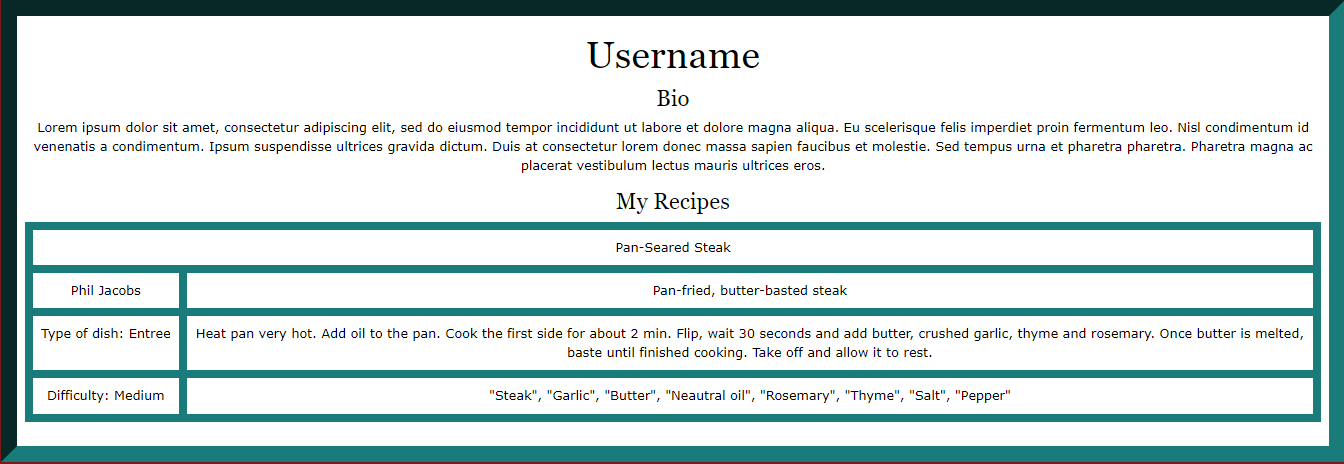 Username
Bio
Lorem ipsum dolor sit amet, consectetur adipiscing elit, sed do eiusmod tempor incididunt ut labore et dolore magna aliqua. Eu scelerisque felis imperdiet proin fermentum leo. Nisl condimentum id
venenatis a condimentum. Ipsum suspendisse ultrices gravida dictum. Duis at consectetur lorem donec massa sapien faucibus et molestie. Sed tempus urna et pharetra pharetra. Pharetra magna ac
placerat vestibulum lectus mauris ultrices eros.
My Recipes
Pan-Seared Steak
Phil Jacobs
Pan-fried, butter-basted steak
Type of dish: Entree
Heat pan very hot. Add oil to the pan. Cook the first side for about 2 min. Flip, wait 30 seconds and add butter, crushed garlic, thyme and rosemary. Once butter is melted,
baste until finished cooking. Take off and allow it to rest.
Difficulty: Medium
"Steak", "Garlic", "Butter", "Neautral oil", "Rosemary", "Thyme", "Salt", "Pepper"